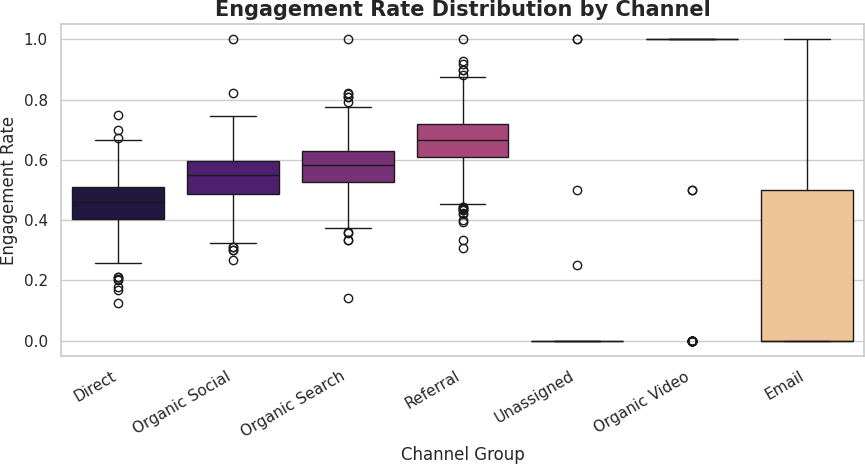 Engagement Rate Distribution by Channel
Engagement Rate
1.0
0.8
0.6
0.4
0.2
0.0
Direct
Organic Social
Organic Search
Referral
Unassigned
Organic Video
Email
Channel Group